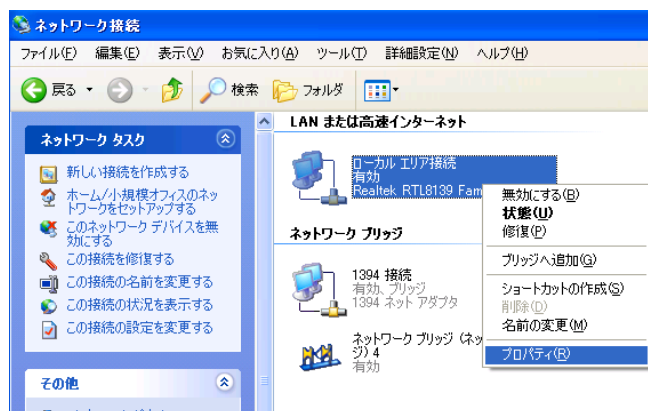 ネットワーク接続
ファイル(F) 編集(E) 表示(V) お気に入り(A) ツール(T) 詳細設定(N) ヘルプ(H)
戻る 検索 フォルダ
ネットワーク タスク
新しい接続を作成する
ホーム/小規模オフィスのネッ
トワークをセットアップする
このネットワーク デバイスを無
効にする
この接続を修復する
この接続の名前を変更する
この接続の状況を表示する
この接続の設定を変更する
その他
LAN または高速インターネット
ローカル エリア接続
有効
Realtek RTL8139 Fam
ネットワーク ブリッジ
1394 接続
有効、ブリッジ
1394 ネット アダプタ
ネットワーク ブリッジ (ネッ
ジ) 4
有効
無効にする(B)
状態(U)
修復(P)
ブリッジへ追加(G)
ショートカットの作成(S)
削除(D)
名前の変更(M)
プロパティ(R)